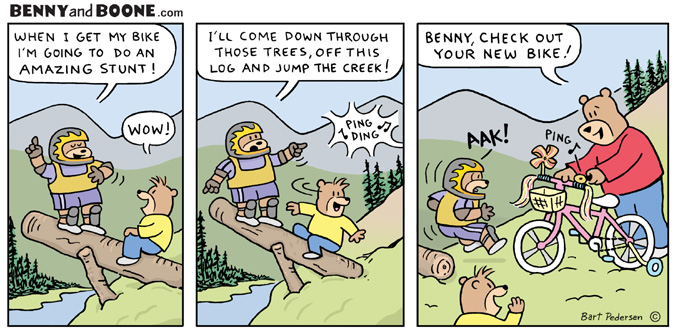 BENNY and BOONE.com
WHEN I GET MY BIKE
I'M GOING TO DO AN
AMAZING STUNT!
WOW!
I'LL COME DOWN THROUGH
THOSE TREES, OFF THIS
LOG AND JUMP THE CREEK!
PING
DING
BENNY, CHECK OUT
YOUR NEW BIKE!
AAK!
PING
Bart Pedersen ©